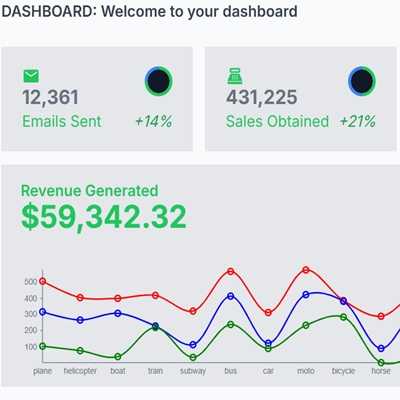 DASHBOARD: Welcome to your dashboard
12,361
Emails Sent +14%
431,225
Sales Obtained +21%
Revenue Generated
$59,342.32
500
400
300
200
100
plane helicopter boat train subway bus car moto bicycle horse